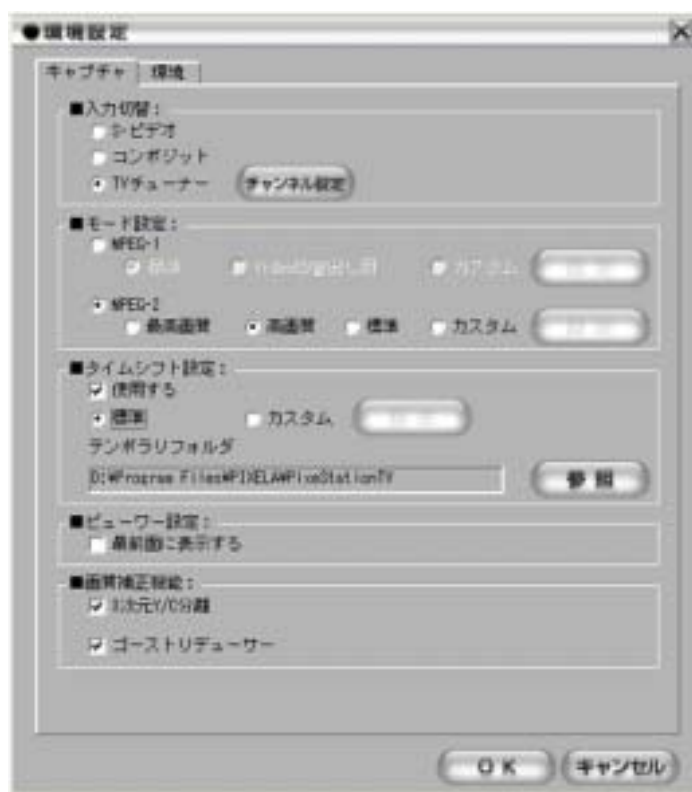 ●環境設定
キャプチャ 環境
■入力切替：
S-ビデオ
コンポジット
TVチューナー チャンネル設定
■モード設定：
MPEG-1
標準 カスタム
MPEG-2
最高画質 高画質 標準 カスタム
■タイムシフト設定：
使用する
標準 カスタム
テンポラリフォルダ
D:¥Program Files¥PIXELA¥PixeStationTV
参照
■ビューワー設定：
最前面に表示する
■画質補正機能：
3次元Y/C分離
ゴーストリデューサー
OK キャンセル